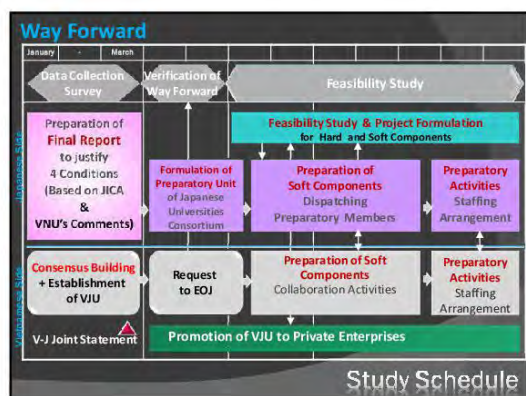 Way Forward
January - March
Data Collection
Survey
Verification of
Way Forward
Feasibility Study
Feasibility Study & Project Formulation
for Hard and Soft Components
Japanese Side
Preparation of
Final Report
to justify
4 Conditions
(Based on JICA
&
VNU's Comments)
Formulation of
Preparatory Unit
of Japanese
Universities
Consortium
Preparation of
Soft Components
Dispatching
Preparatory Members
Preparatory
Activities
Staffing
Arrangement
Vietnamese Side
Consensus Building
+ Establishment
of VJU
Request
to EOJ
Preparation of Soft
Components
Collaboration Activities
Preparatory
Activities
Staffing
Arrangement
V-J Joint Statement
Promotion of VJU to Private Enterprises
Study Schedule